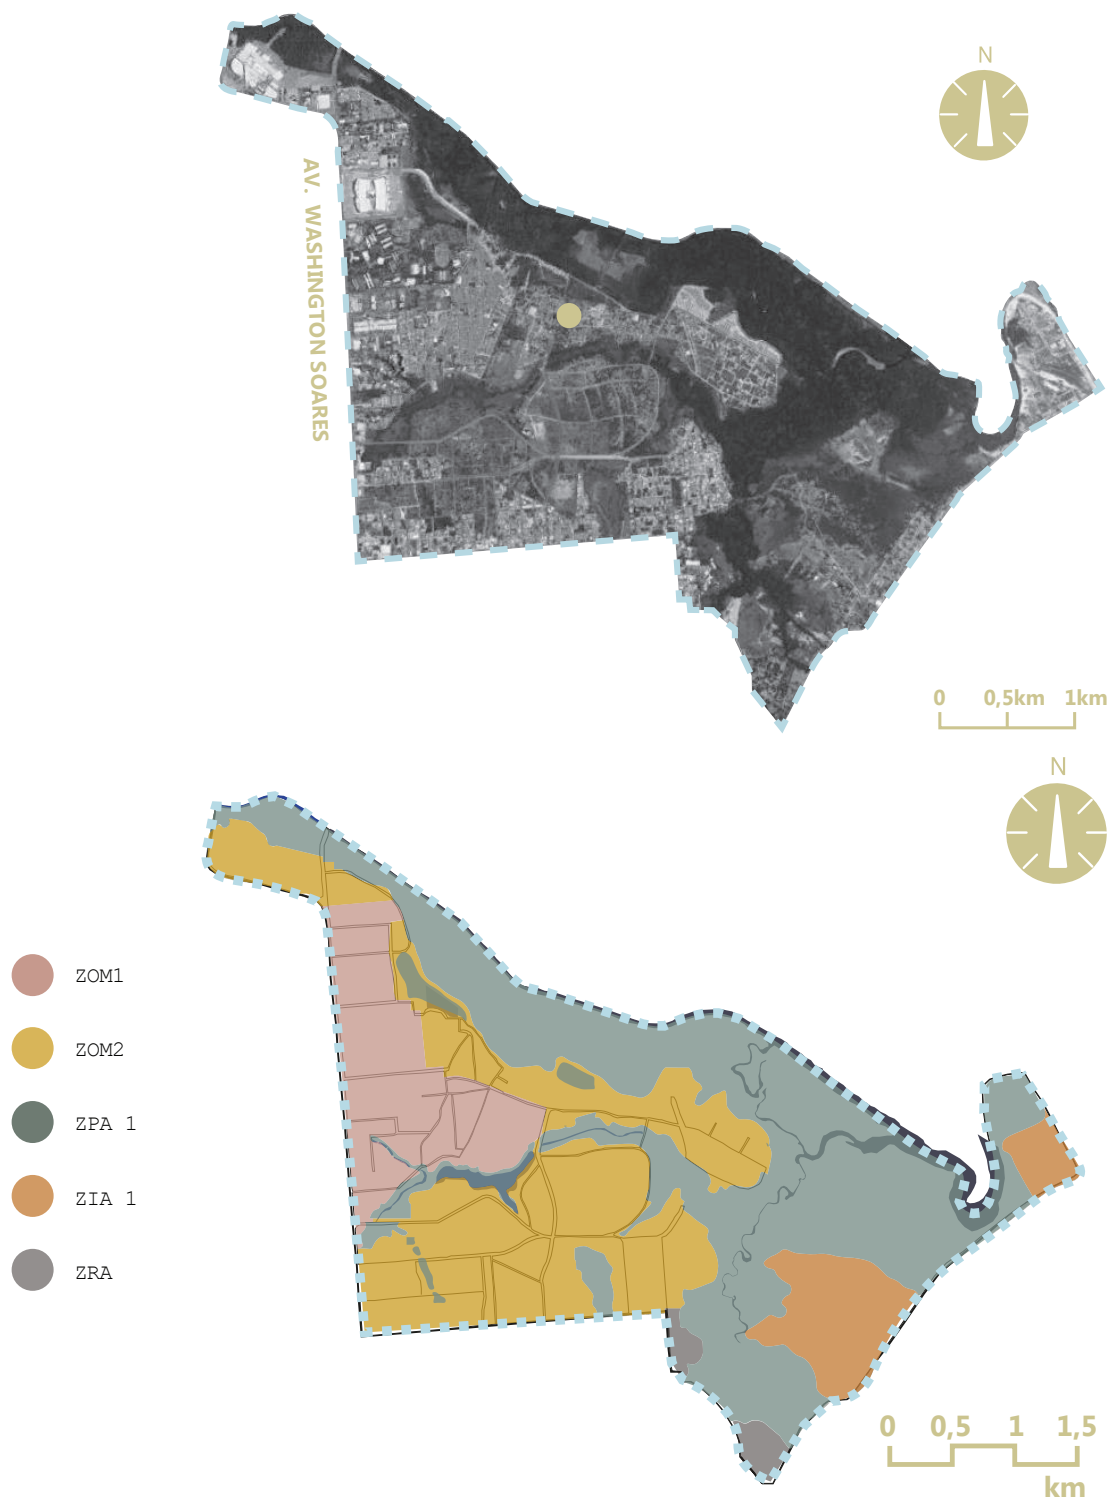 N
AV. WASHINGTON SOARES
0 0,5km 1km
N
ZOM1
ZOM2
ZPA 1
ZIA 1
ZRA
0 0,5 1 1,5
km